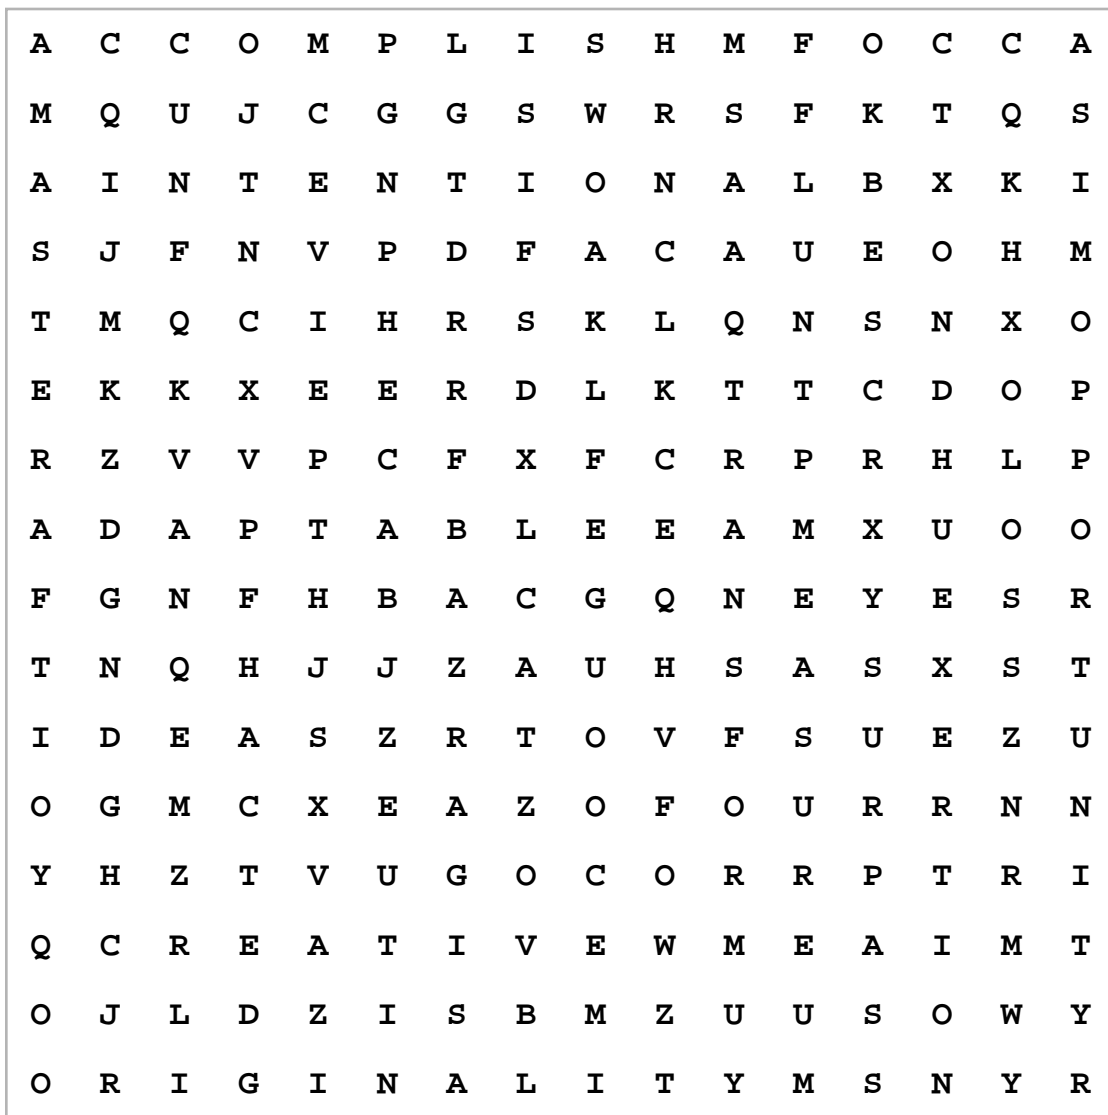 A C C O M P L I S H M F O C C A
M Q U J C G G S W R S F K T Q S
A I N T E N T I O N A L B X K I
S J F N V P D F A C A U E O H M
T M Q C I H R S K L Q N S N X O
E K K X E E R D L K T T C D O P
R Z V V P C F X F C R P R H L P
A D A P T A B L E E A M X U O O
F G N F H B A C G Q N E Y E S R
T N Q H J J Z A U H S A S X S T
I D E A S Z R T O V F S U E Z U
O G M C X E A Z O F O U R R N N
Y H Z T V U G O C O R R P T R I
Q C R E A T I V E W M E A I M T
O J L D Z I S B M Z U U S O W Y
O R I G I N A L I T Y M S N Y R